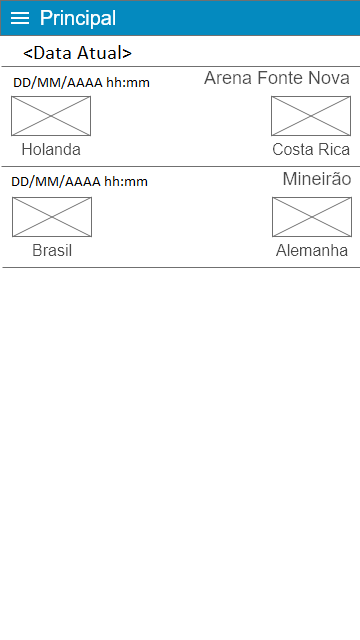 Principal
<Data Atual>
DD/MM/AAAA hh:mm
Arena Fonte Nova
Holanda
Costa Rica
DD/MM/AAAA hh:mm
Mineirão
Brasil
Alemanha